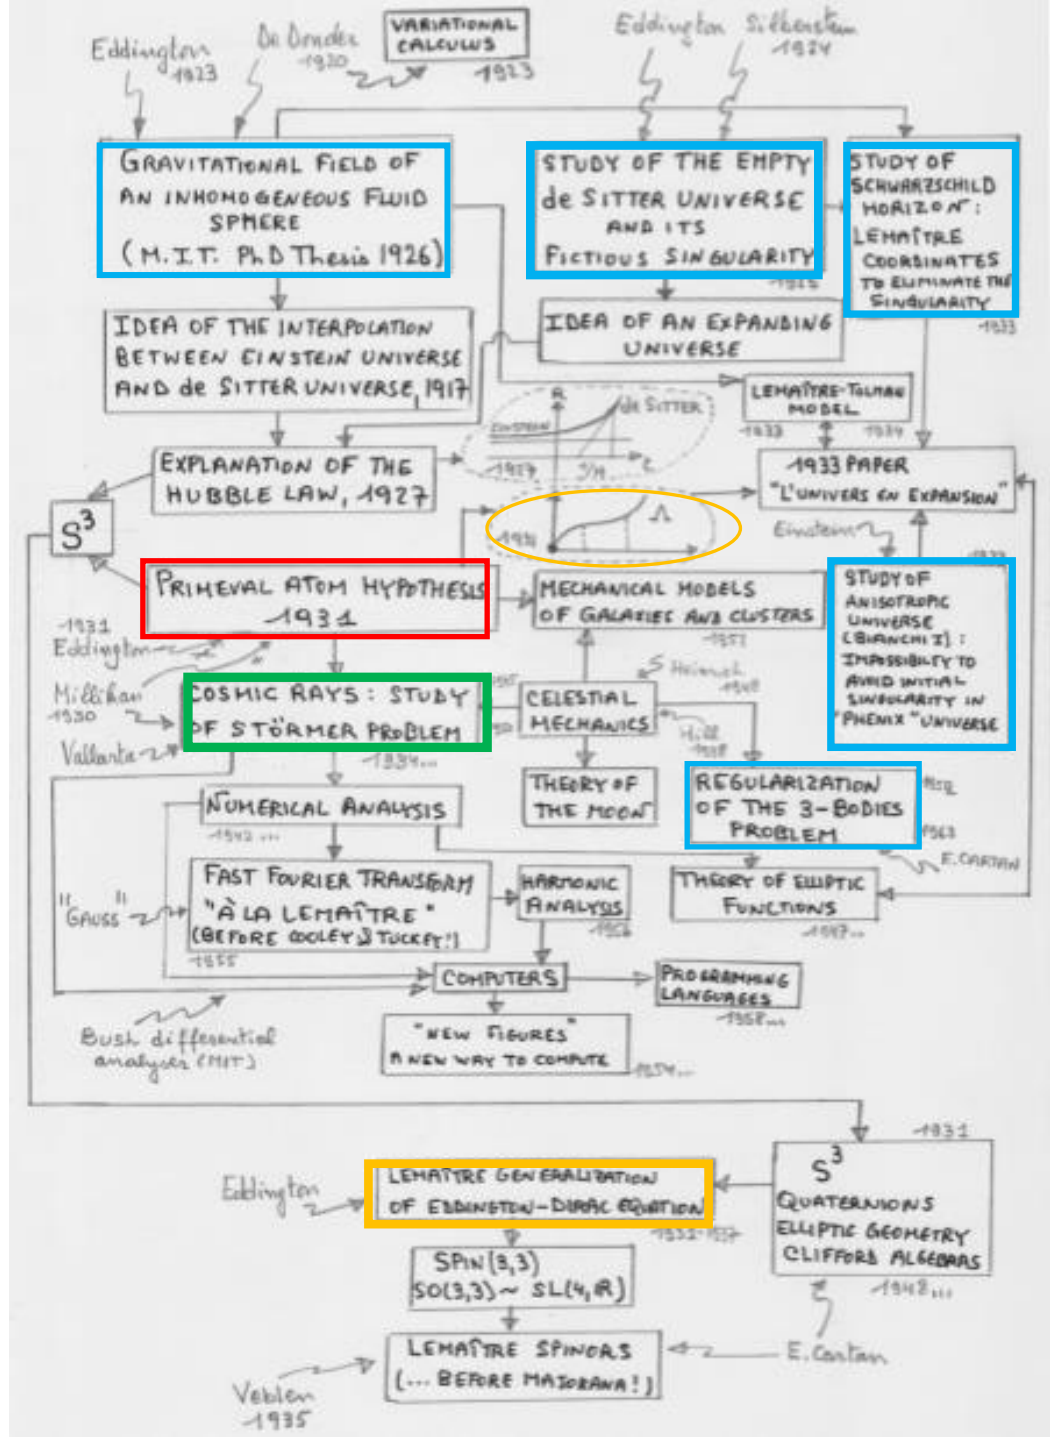 Eddington
1923
De Donder
1920
VARIATIONAL
CALCULUS
1923
Eddington
Silberstein
1924
GRAVITATIONAL FIELD OF
AN INHOMOGENEOUS FLUID
SPHERE
(M.I.T. PhD Thesis 1926)
STUDY OF THE EMPTY
de SITTER UNIVERSE
AND ITS
FICTIOUS SINGULARITY
STUDY OF
SCHWARZSCHILD
HORIZON:
LEMAÎTRE
COORDINATES
TO ELIMINATE THE
SINGULARITY
1933
IDEA OF THE INTERPOLATION
BETWEEN EINSTEIN UNIVERSE
AND de SITTER UNIVERSE, 1917
IDEA OF AN EXPANDING
UNIVERSE
LEMAÎTRE-TOLMAN
MODEL
1933
1934
R
de SITTER
EINSTEIN
1927
t
EXPLANATION OF THE
HUBBLE LAW, 1927
1933 PAPER
"L'UNIVERS EN EXPANSION"
S³
Λ
1931
Einstein
PRIMEVAL ATOM HYPOTHESIS
1931
MECHANICAL MODELS
OF GALAXIES AND CLUSTERS
STUDY OF
ANISOTROPIC
UNIVERSE
(BIANCHI I):
IMPOSSIBILTY TO
AVOID INITIAL
SINGULARITY IN
"PHENIX" UNIVERSE
1931
Eddington
Millikan
1930
Vallarta
COSMIC RAYS: STUDY
OF STÖRMER PROBLEM
1934...
CELESTIAL
MECHANICS
Heinrich
1948
Hill
THEORY OF
THE MOON
REGULARIZATION
OF THE 3-BODIES
PROBLEM
1952
1963
E. CARTAN
NUMERICAL ANALYSIS
1942...
FAST FOURIER TRANSFORM
"À LA LEMAÎTRE"
(BEFORE COOLEY & TUCKEY!)
1955
"GAUSS"
HARMONIC
ANALYSIS
1956
THEORY OF ELLIPTIC
FUNCTIONS
1947...
COMPUTERS
PROGRAMMING
LANGUAGES
1958...
"NEW FIGURES"
A NEW WAY TO COMPUTE
1954...
Bush differential
analyser (MIT)
1931
S³
QUATERNIONS
ELLIPTIC GEOMETRY
CLIFFORD ALGEBRAS
1948...
Eddington
LEMAÎTRE GENERALIZATION
OF EDDINGTON-DIRAC EQUATION
1931-1937
SPIN(3,3)
SO(3,3)~ SL(4,R)
LEMAÎTRE SPINORS
(... BEFORE MAJORANA!)
E. Cartan
Veblen
1935